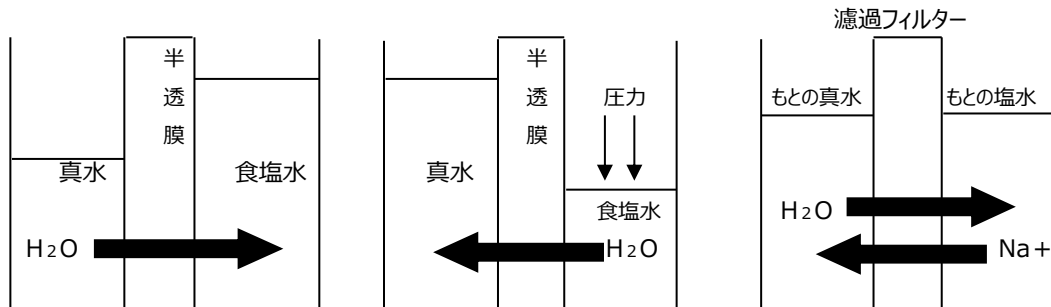 半透膜
真水
食塩水
H2O
半透膜
圧力
真水
食塩水
H2O
濾過フィルター
もとの真水
もとの塩水
H2O
Na+